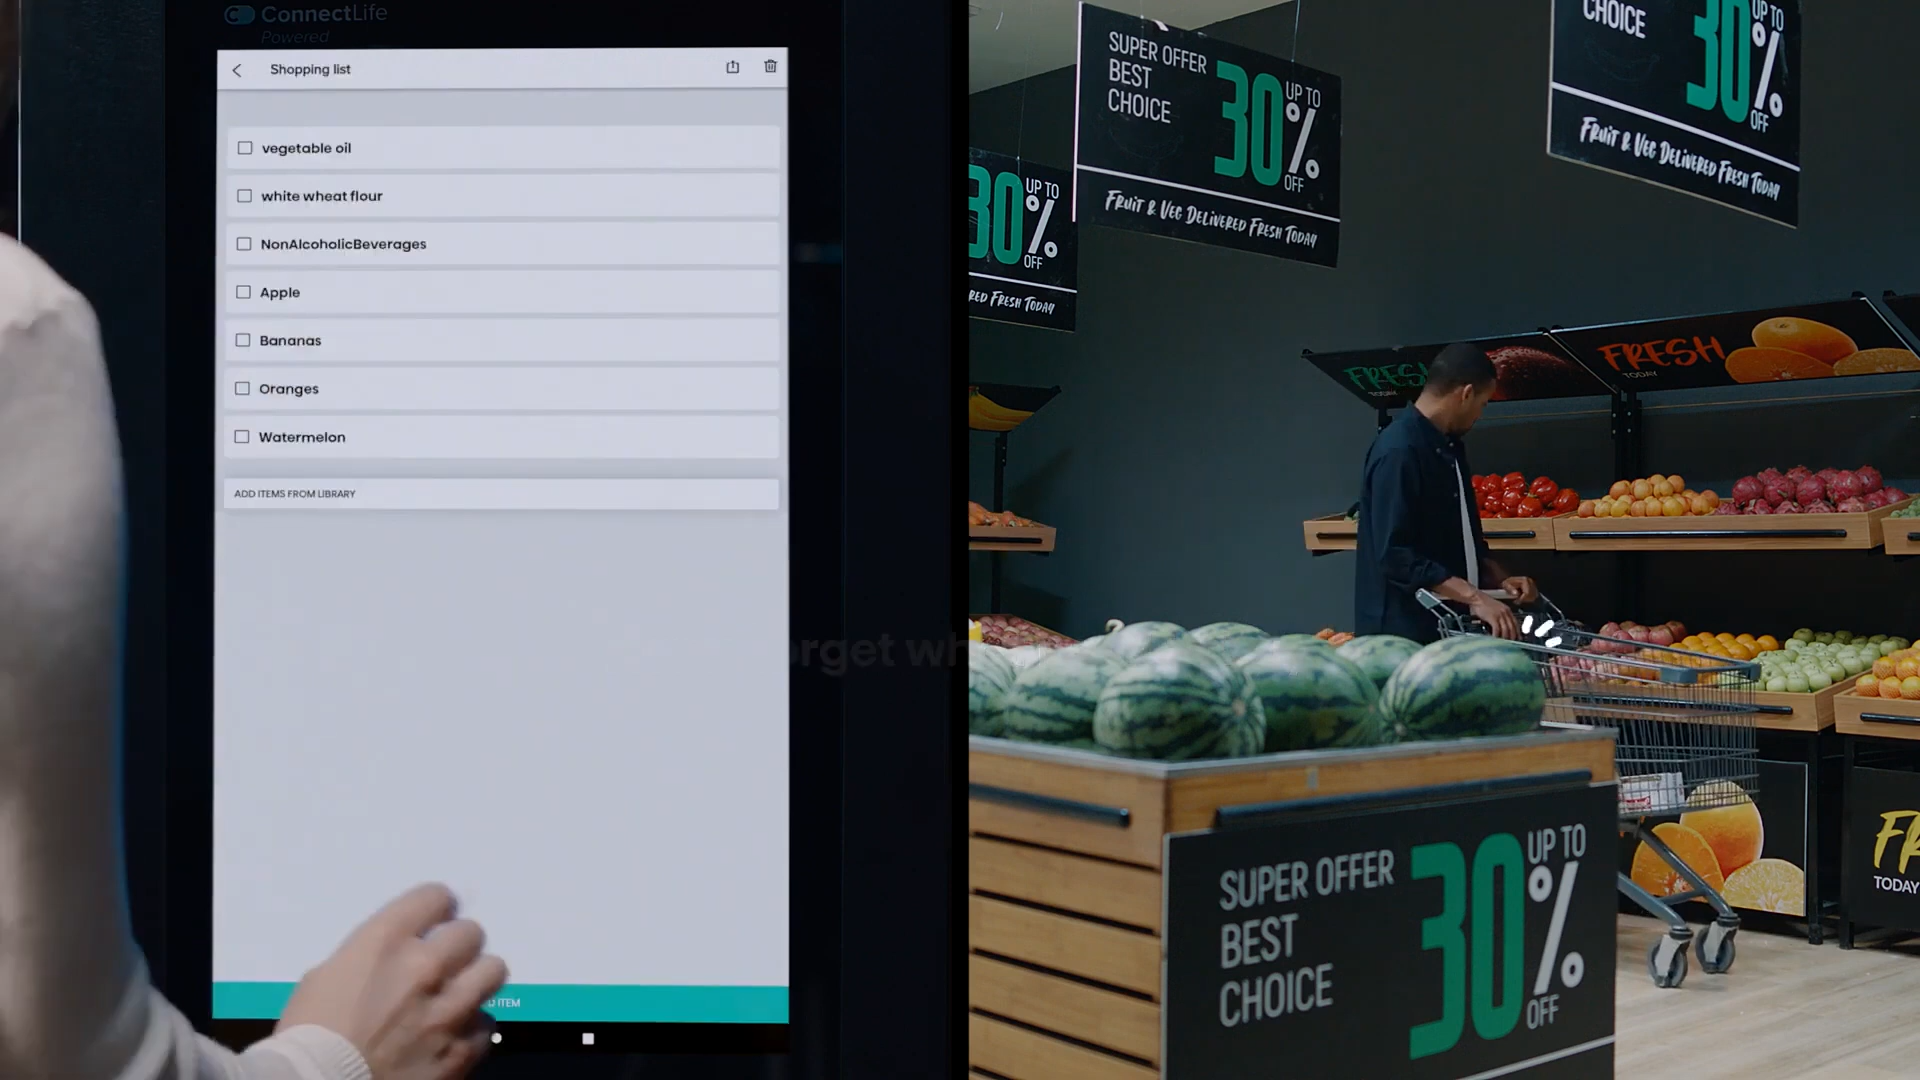 ConnectLife
Powered
Shopping list
vegetable oil
white wheat flour
NonAlcoholicBeverages
Apple
Bananas
Oranges
Watermelon
ADD ITEMS FROM LIBRARY
ITEM
SUPER OFFER
BEST
CHOICE
30%
UP TO
OFF
FRUIT & VEG DELIVERED FRESH TODAY
CHOICE
30%
UP TO
OFF
FRUIT & VEG DELIVERED FRESH TODAY
30%
UP TO
OFF
FRESH TODAY
FRESH
TODAY
FRESH
TODAY
SUPER OFFER
BEST
CHOICE
30%
UP TO
OFF
TODAY